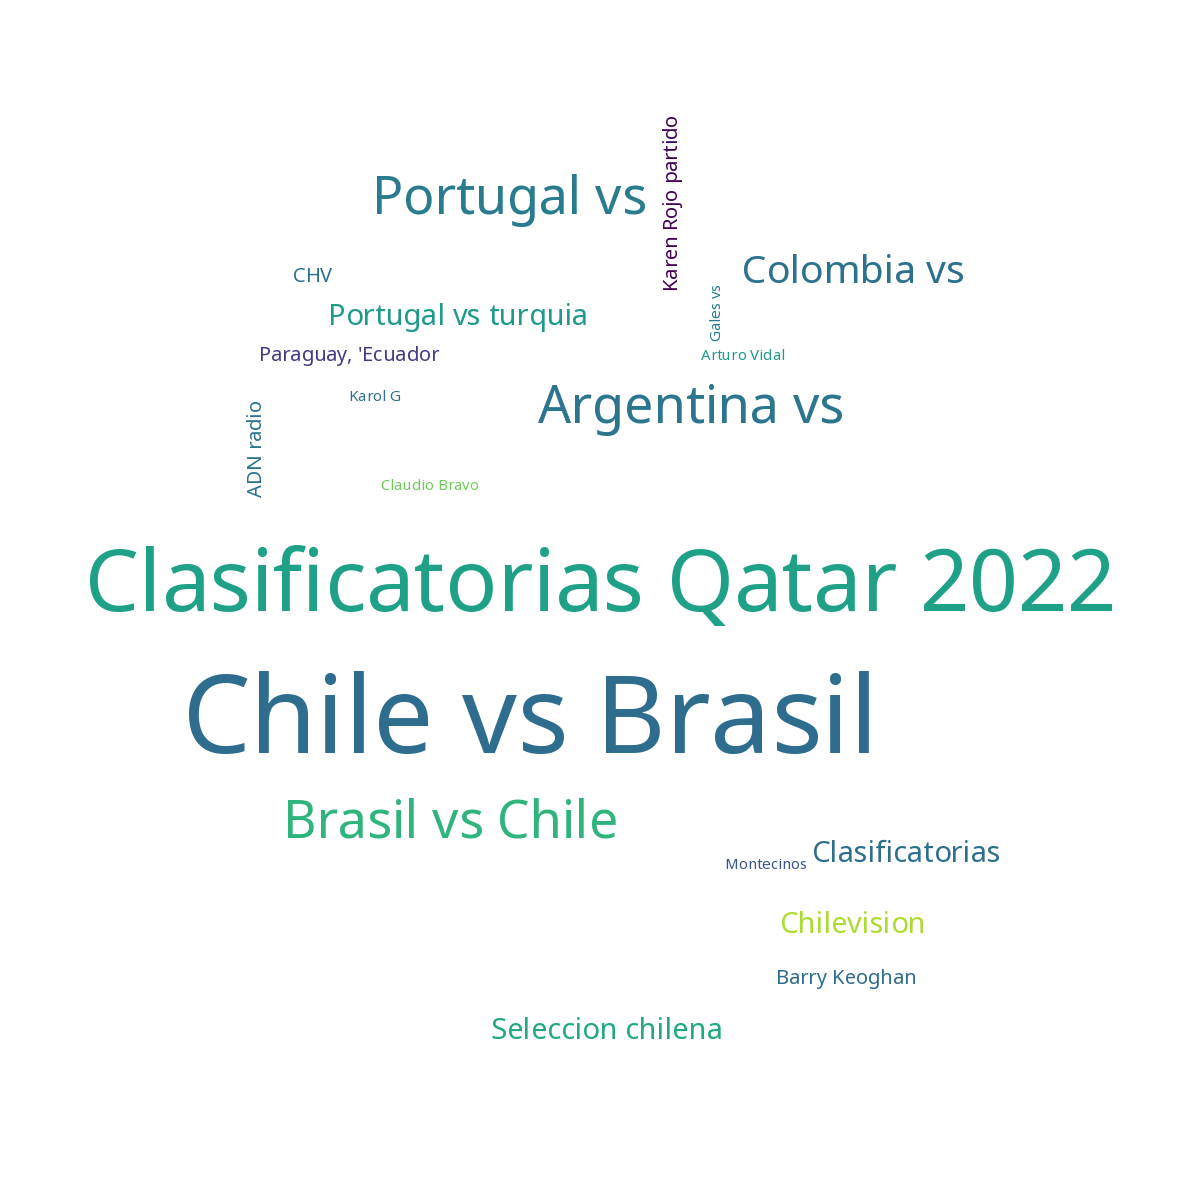 Karen Rojo partido
Portugal vs
Colombia vs
CHV
Gales vs
Portugal vs turquia
Paraguay, 'Ecuador
Arturo Vidal
Karol G
Argentina vs
ADN radio
Claudio Bravo
Clasificatorias Qatar 2022
Chile vs Brasil
Brasil vs Chile
Clasificatorias
Montecinos
Chilevision
Barry Keoghan
Seleccion chilena